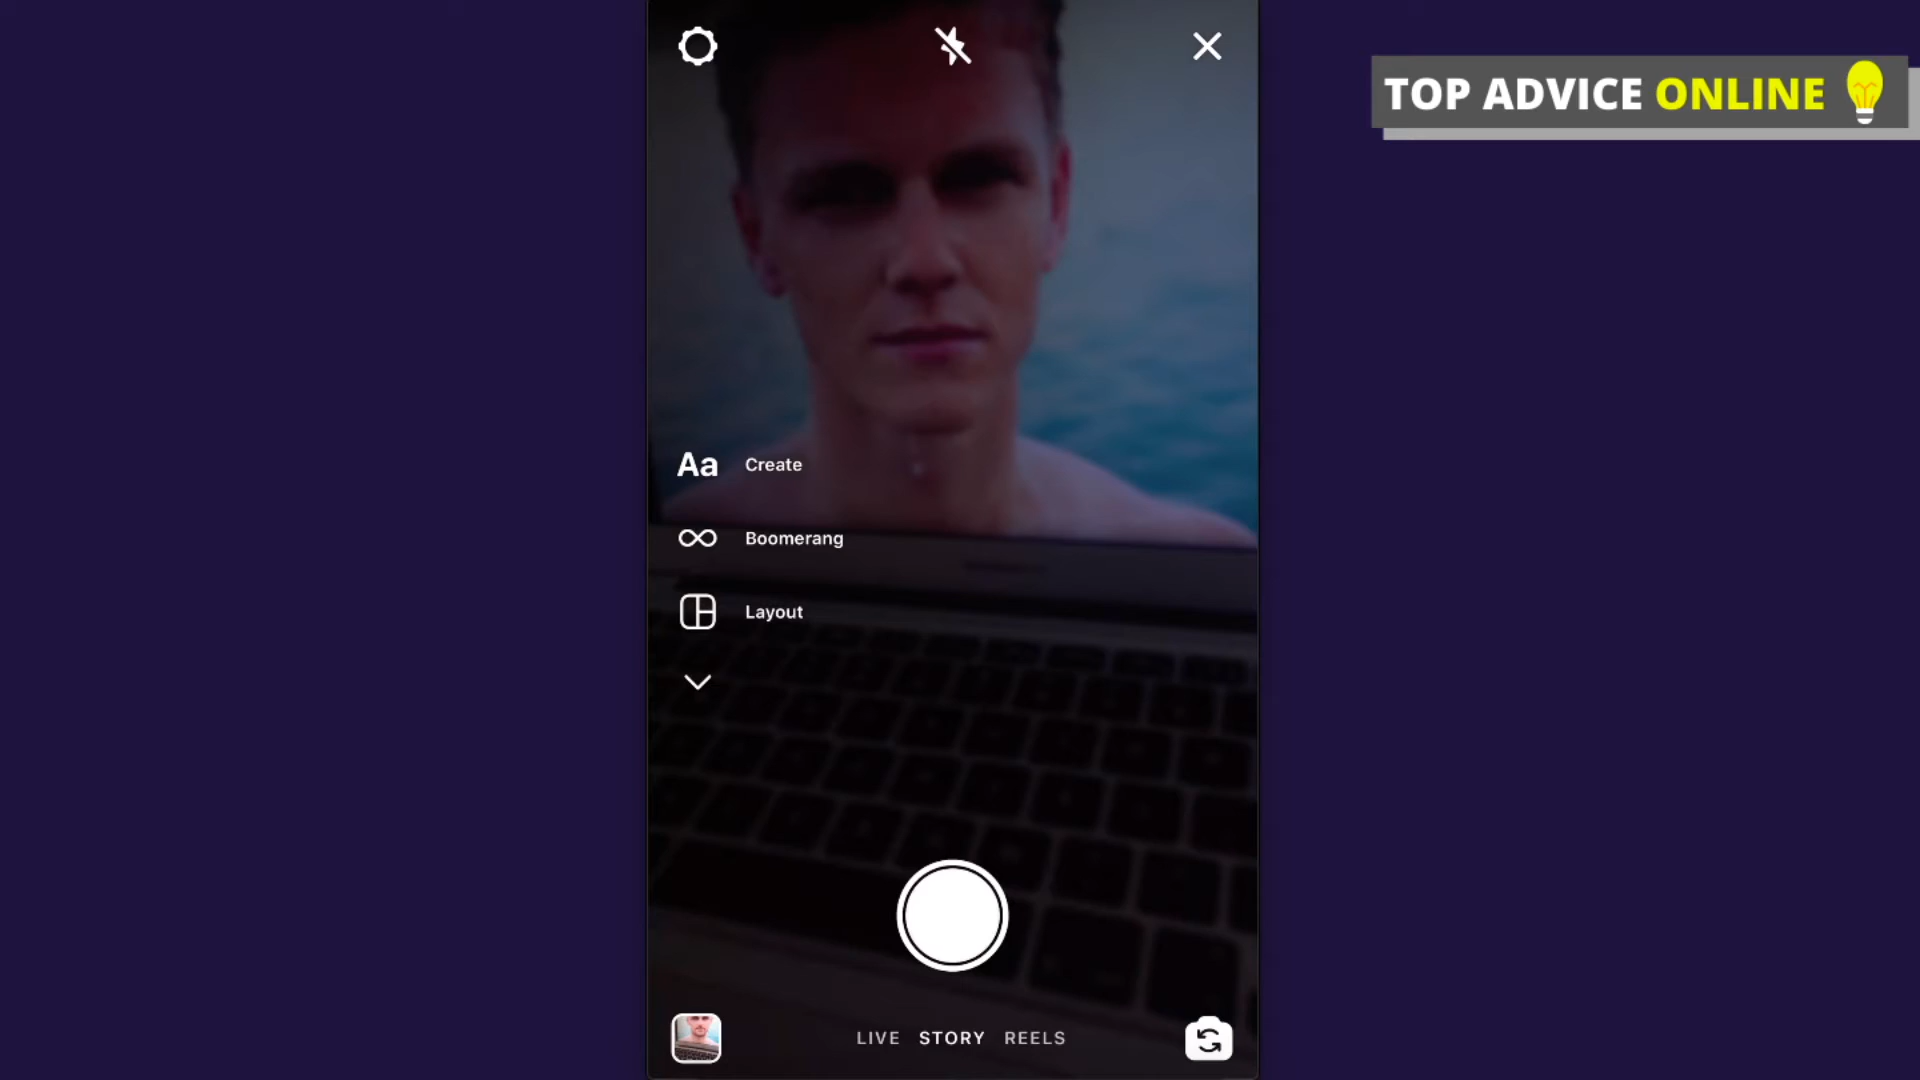 TOP ADVICE ONLINE
Aa Create
Boomerang
Layout
LIVE STORY REELS